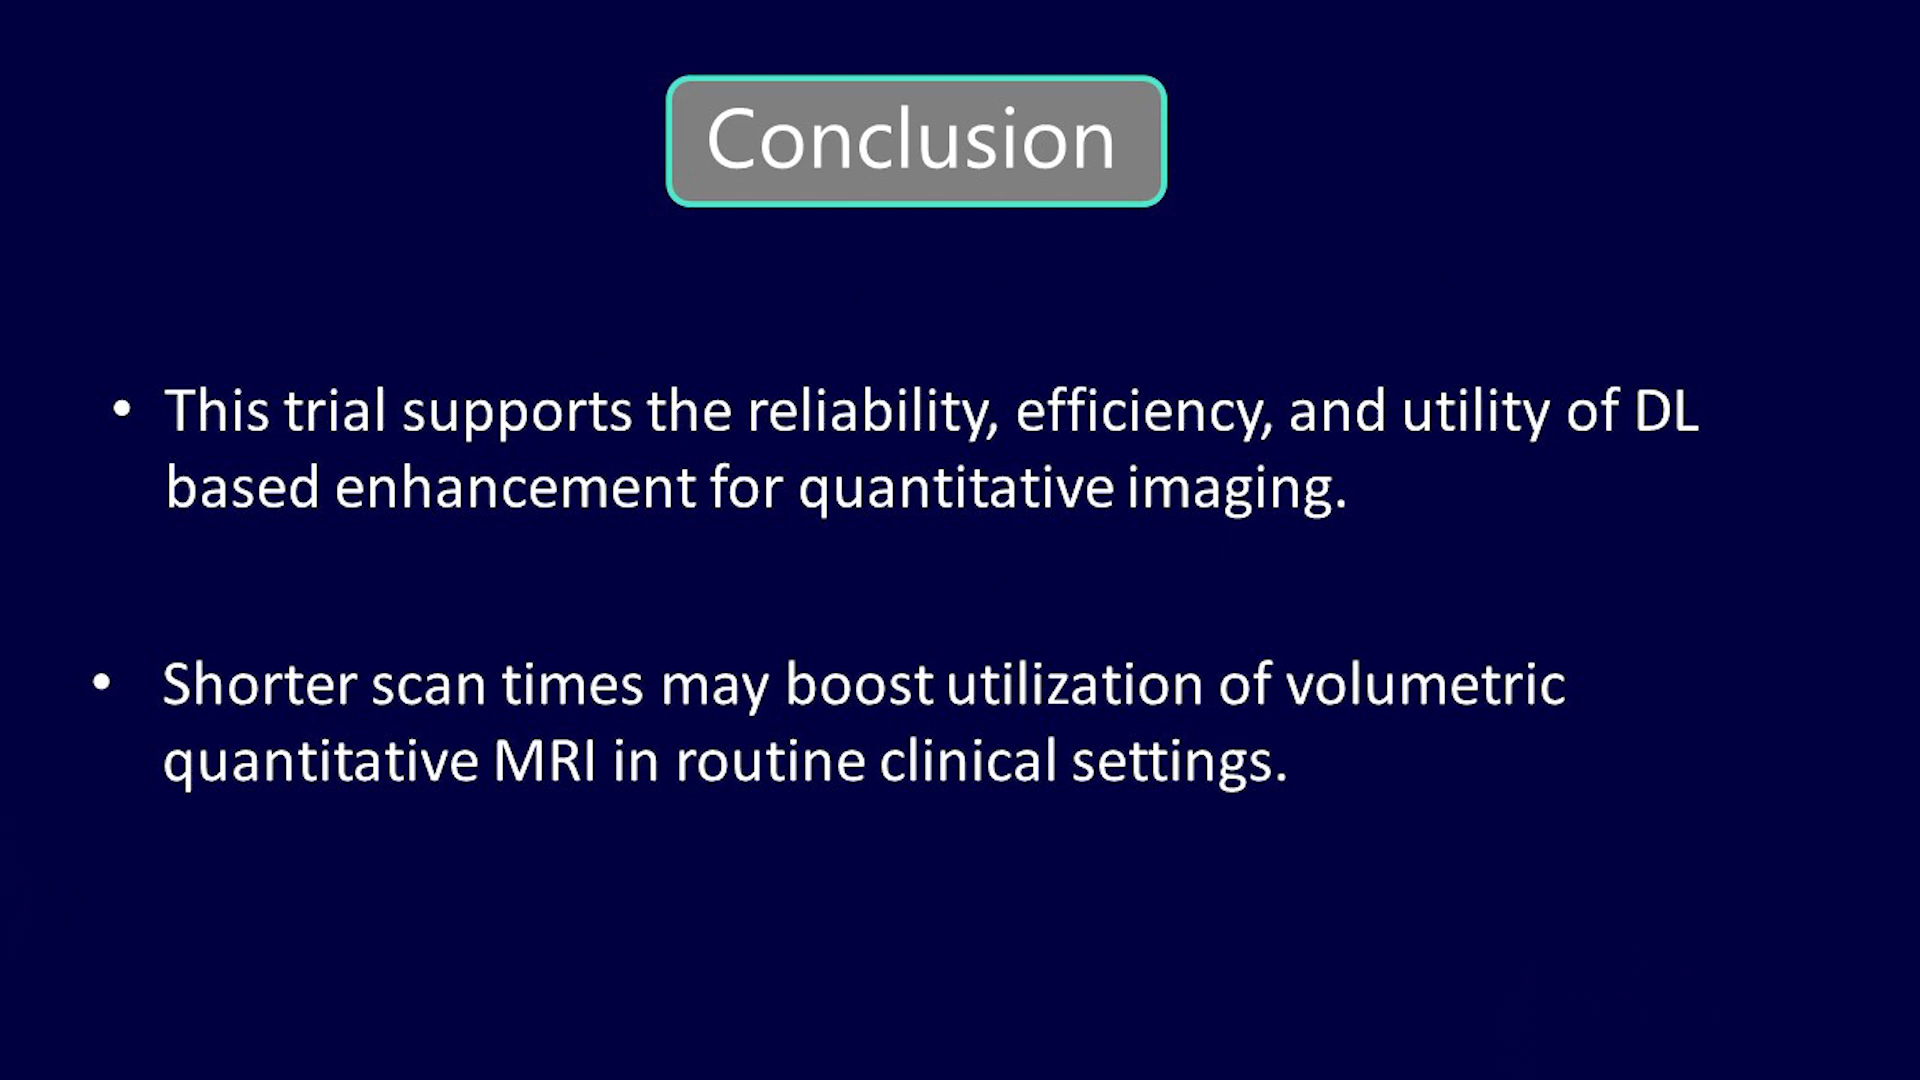 Conclusion
• This trial supports the reliability, efficiency, and utility of DL
based enhancement for quantitative imaging.
• Shorter scan times may boost utilization of volumetric
quantitative MRI in routine clinical settings.